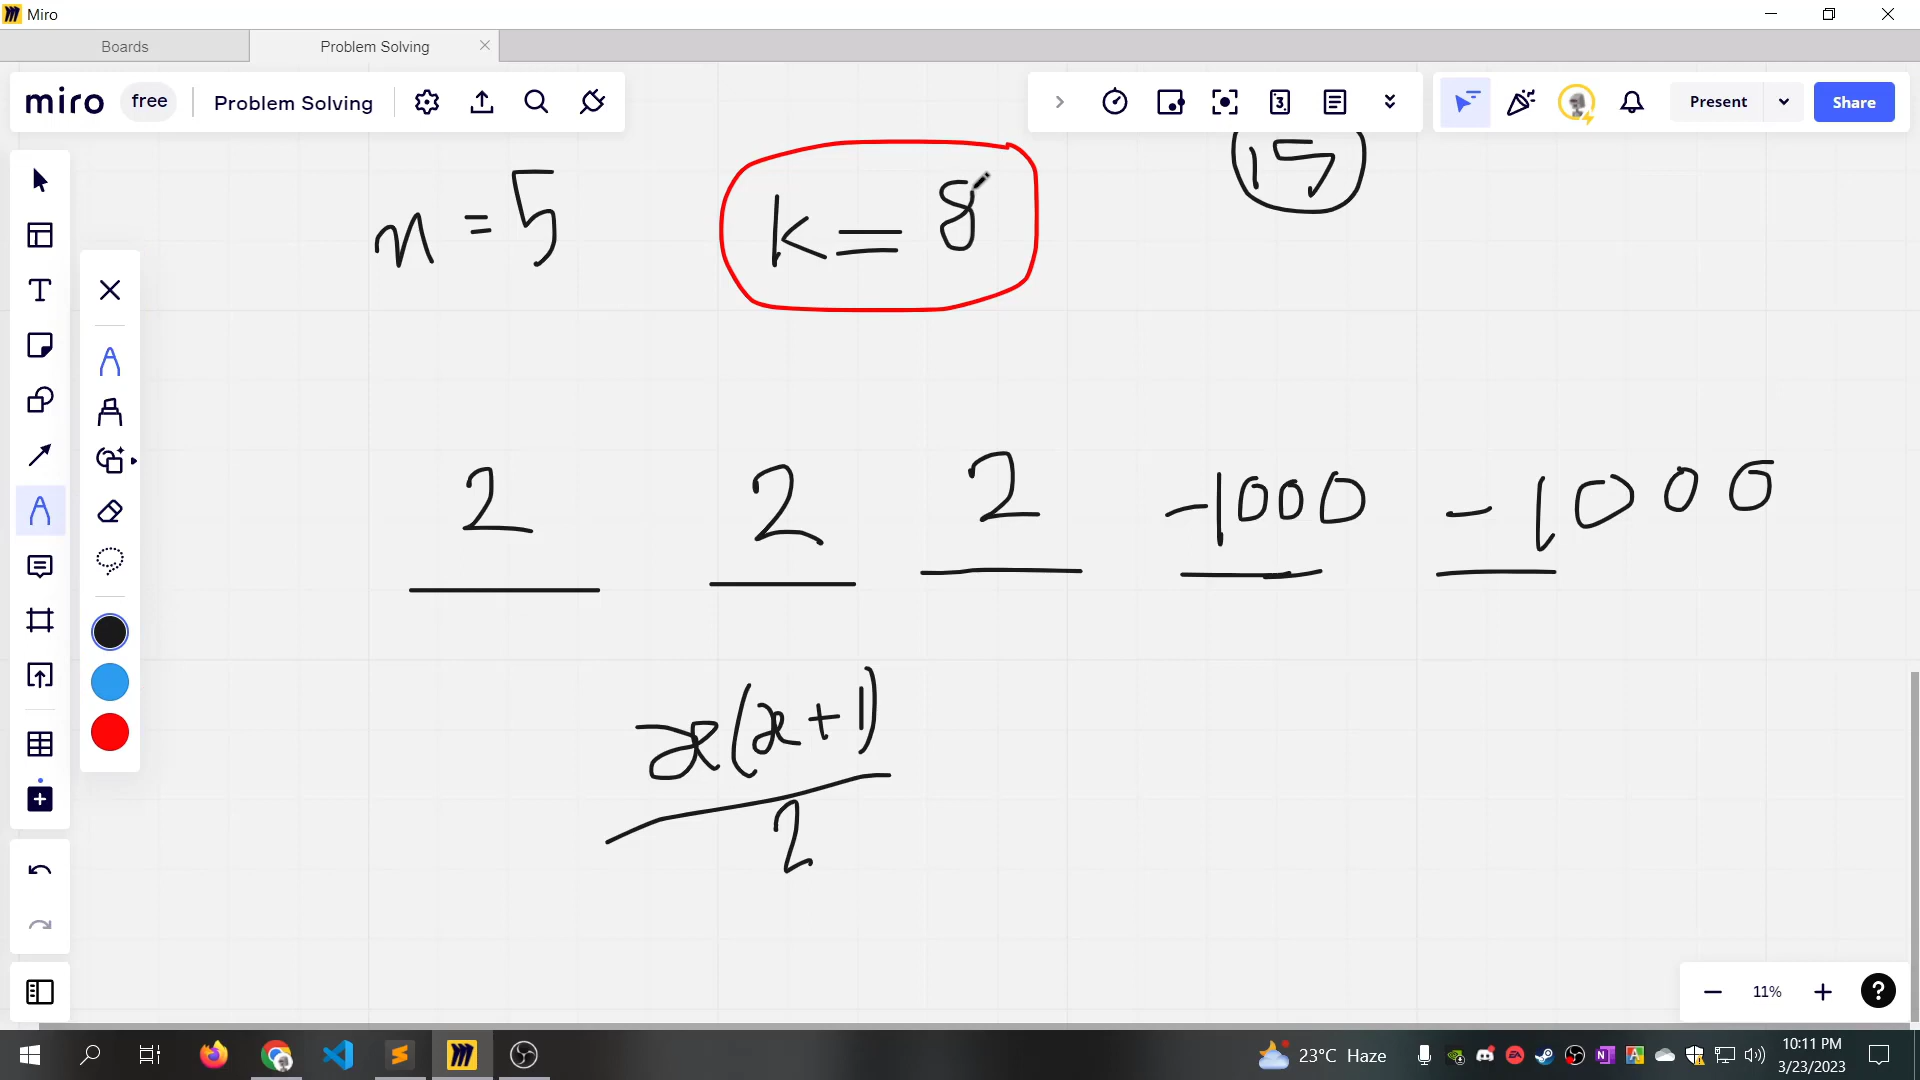 Miro
Boards
Problem Solving
miro
free
Problem Solving
3
Present
Share
15
n = 5
k = 8
2 2 2 -1000 -1000
x(x+1)
2
11%
?
23°C Haze
10:11 PM
3/23/2023